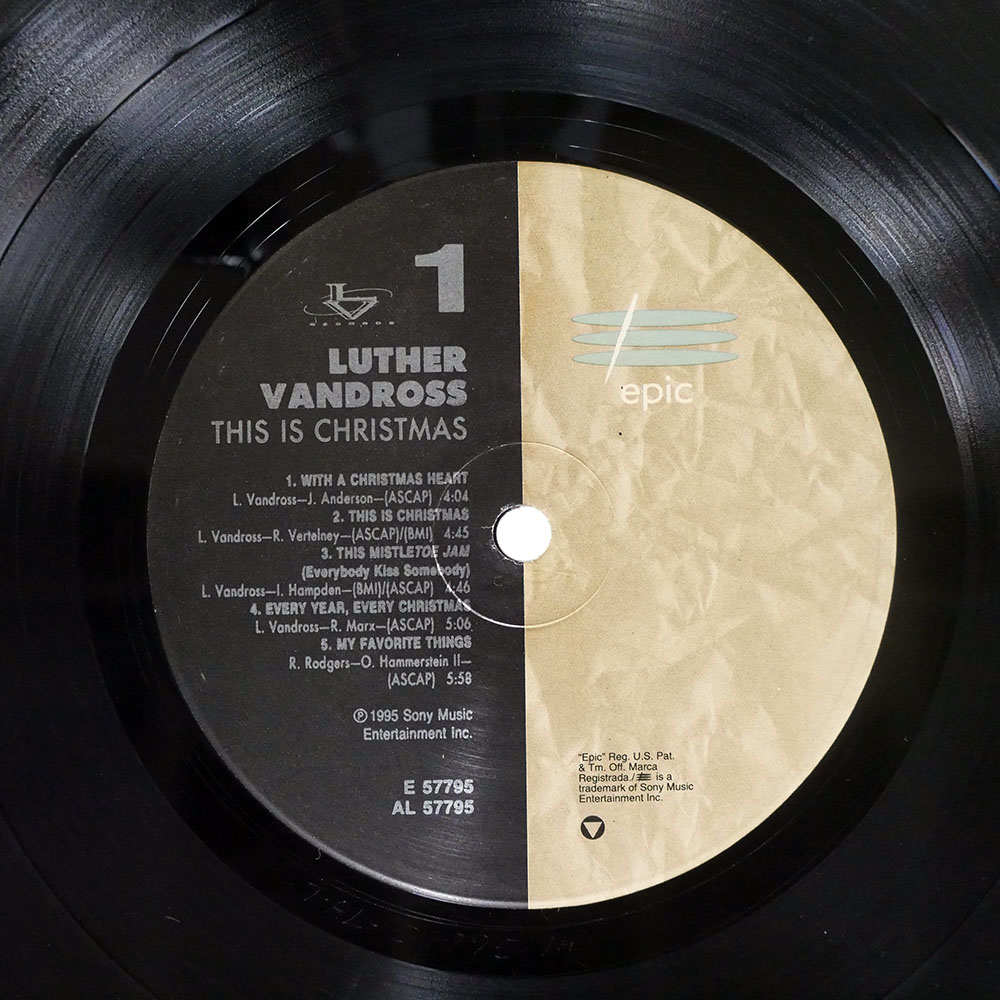 1
LV
RECORDS
LUTHER
VANDROSS
THIS IS CHRISTMAS
1. WITH A CHRISTMAS HEART
L. Vandross—J. Anderson—(ASCAP) 4:04
2. THIS IS CHRISTMAS
L. Vandross—R. Vertelney—(ASCAP)/(BMI) 4:45
3. THIS MISTLETOE JAM
(Everybody Kiss Somebody)
L. Vandross—I. Hampden—(BMI)/(ASCAP) 4:46
4. EVERY YEAR, EVERY CHRISTMAS
L. Vandross—R. Marx—(ASCAP) 5:06
5. MY FAVORITE THINGS
R. Rodgers—O. Hammerstein II—
(ASCAP) 5:58
℗ 1995 Sony Music
Entertainment Inc.
E 57795
AL 57795
epic
"Epic" Reg. U.S. Pat.
& Tm. Off. Marca
Registrada./ is a
trademark of Sony Music
Entertainment Inc.